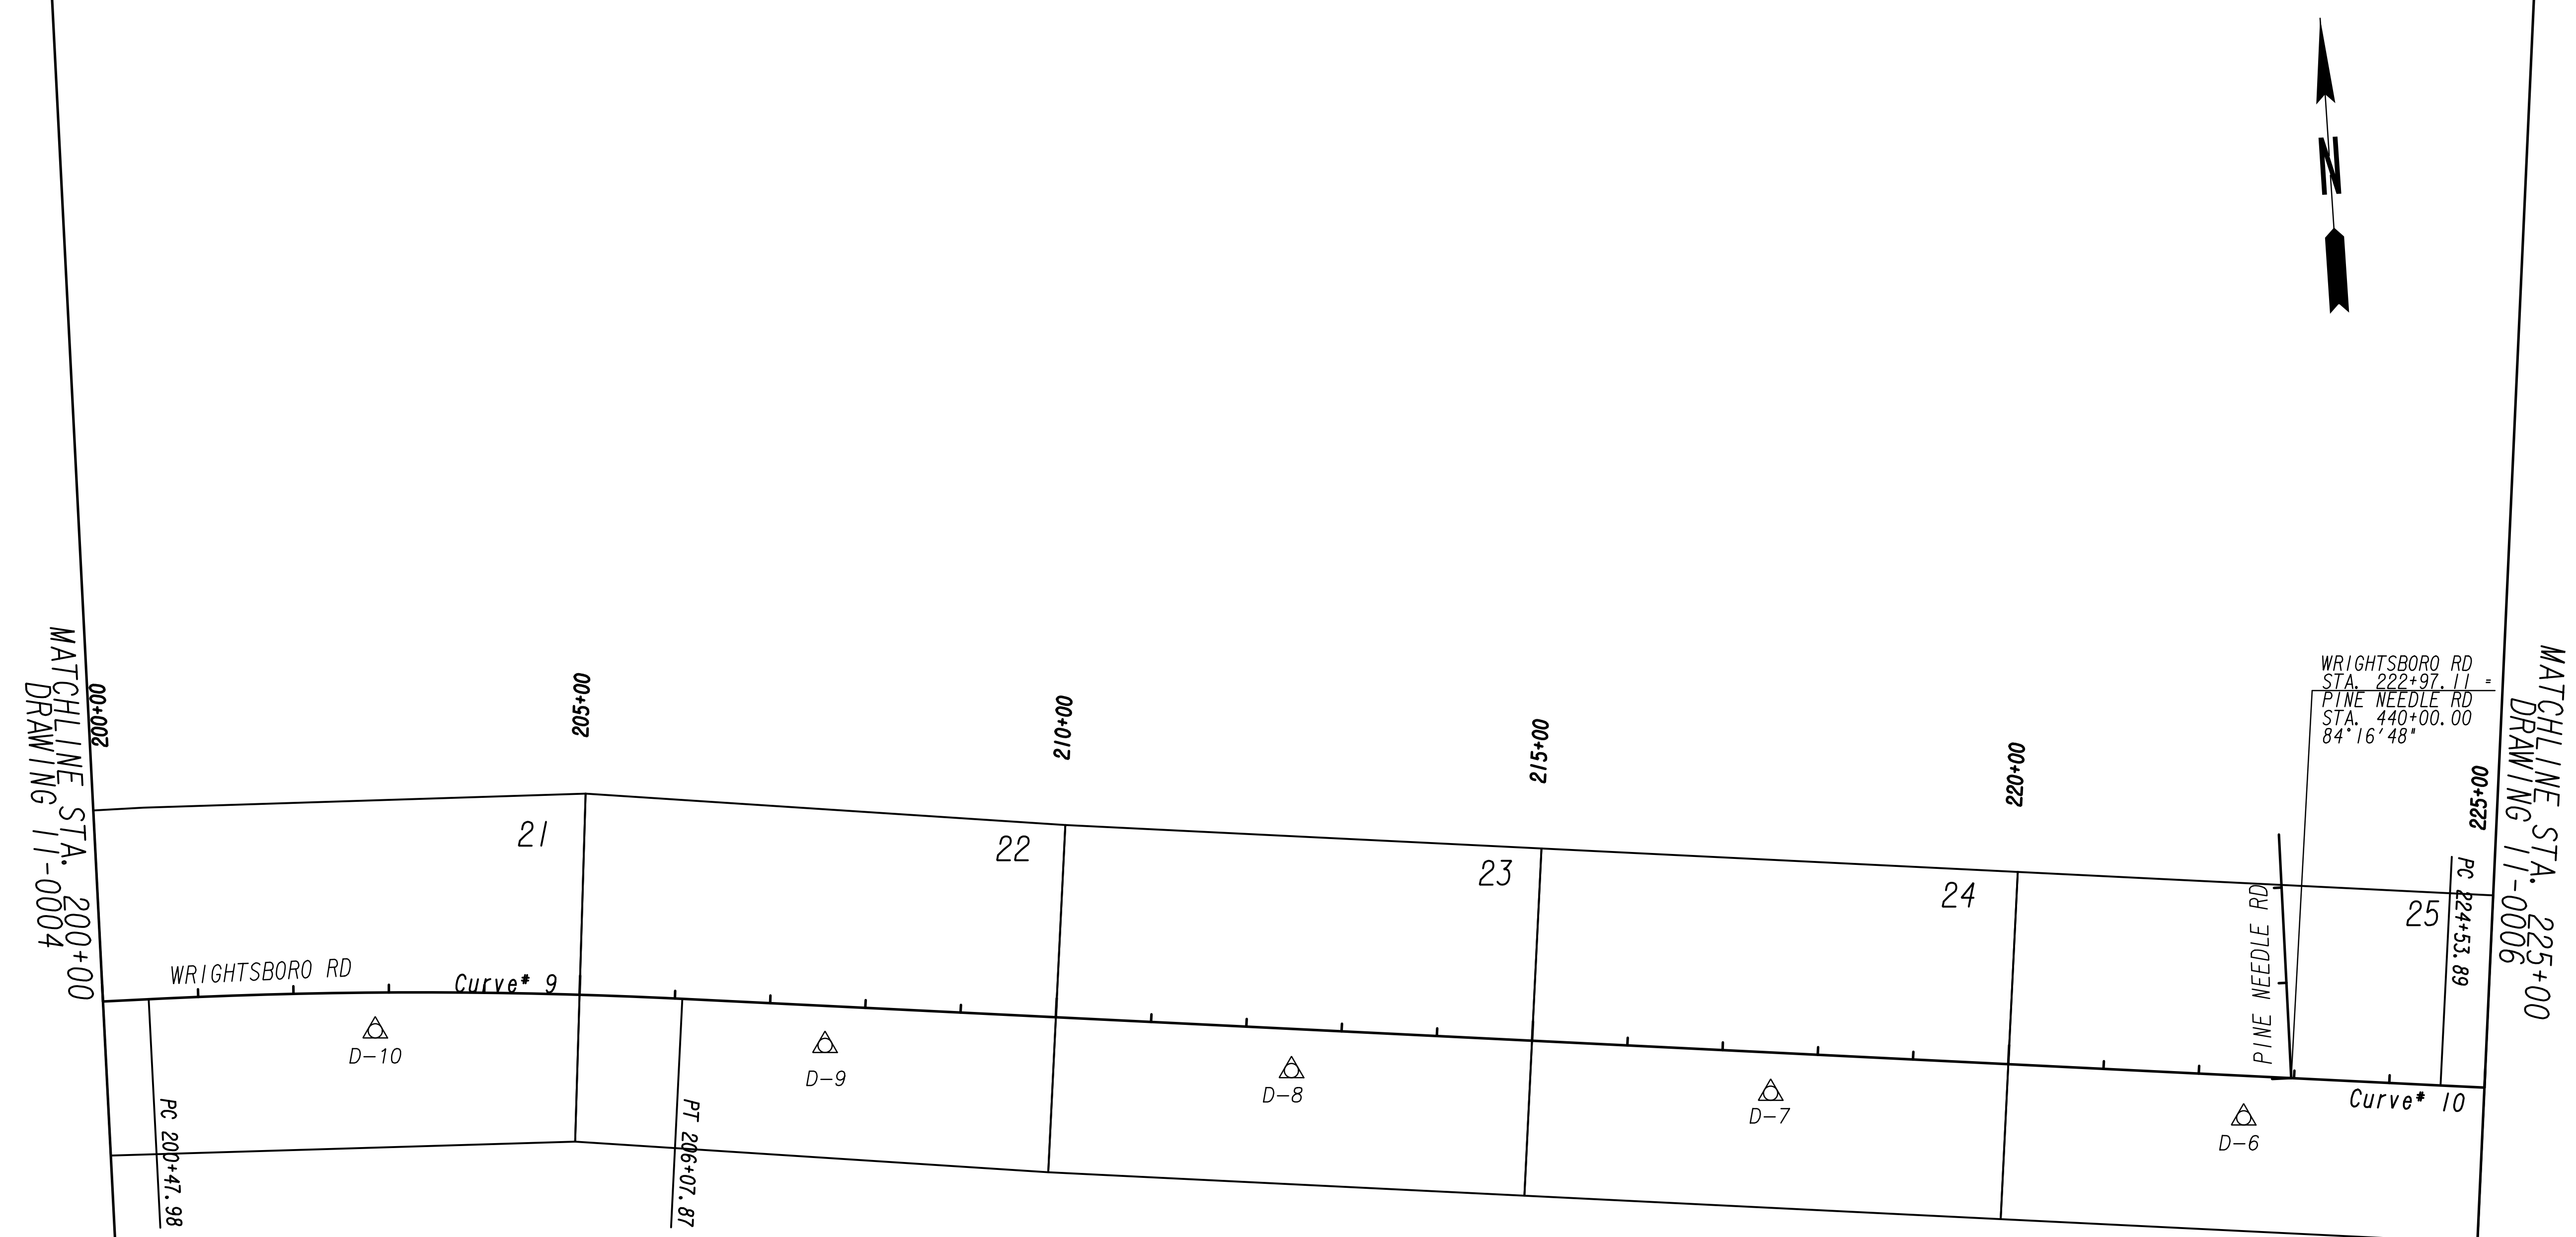 N
MATCHLINE STA. 200+00
DRAWING 11-0004
200+00
205+00
210+00
215+00
220+00
225+00
WRIGHTSBORO RD
STA. 222+97.11 =
PINE NEEDLE RD
STA. 440+00.00
84°16'48"
MATCHLINE STA. 225+00
DRAWING 11-0006
21
22
23
24
25
PINE NEEDLE RD
PC 224+53.89
WRIGHTSBORO RD
Curve# 9
D-10
D-9
D-8
D-7
D-6
Curve# 10
PC 200+47.98
PT 206+07.87